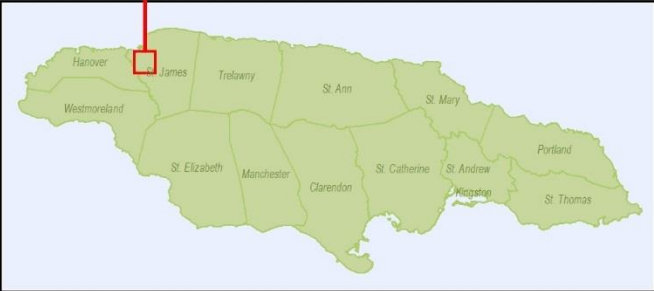 Hanover
St. James
Trelawny
St. Ann
St. Mary
Westmoreland
Portland
St. Elizabeth
Manchester
Clarendon
St. Catherine
St. Andrew
Kingston
St. Thomas